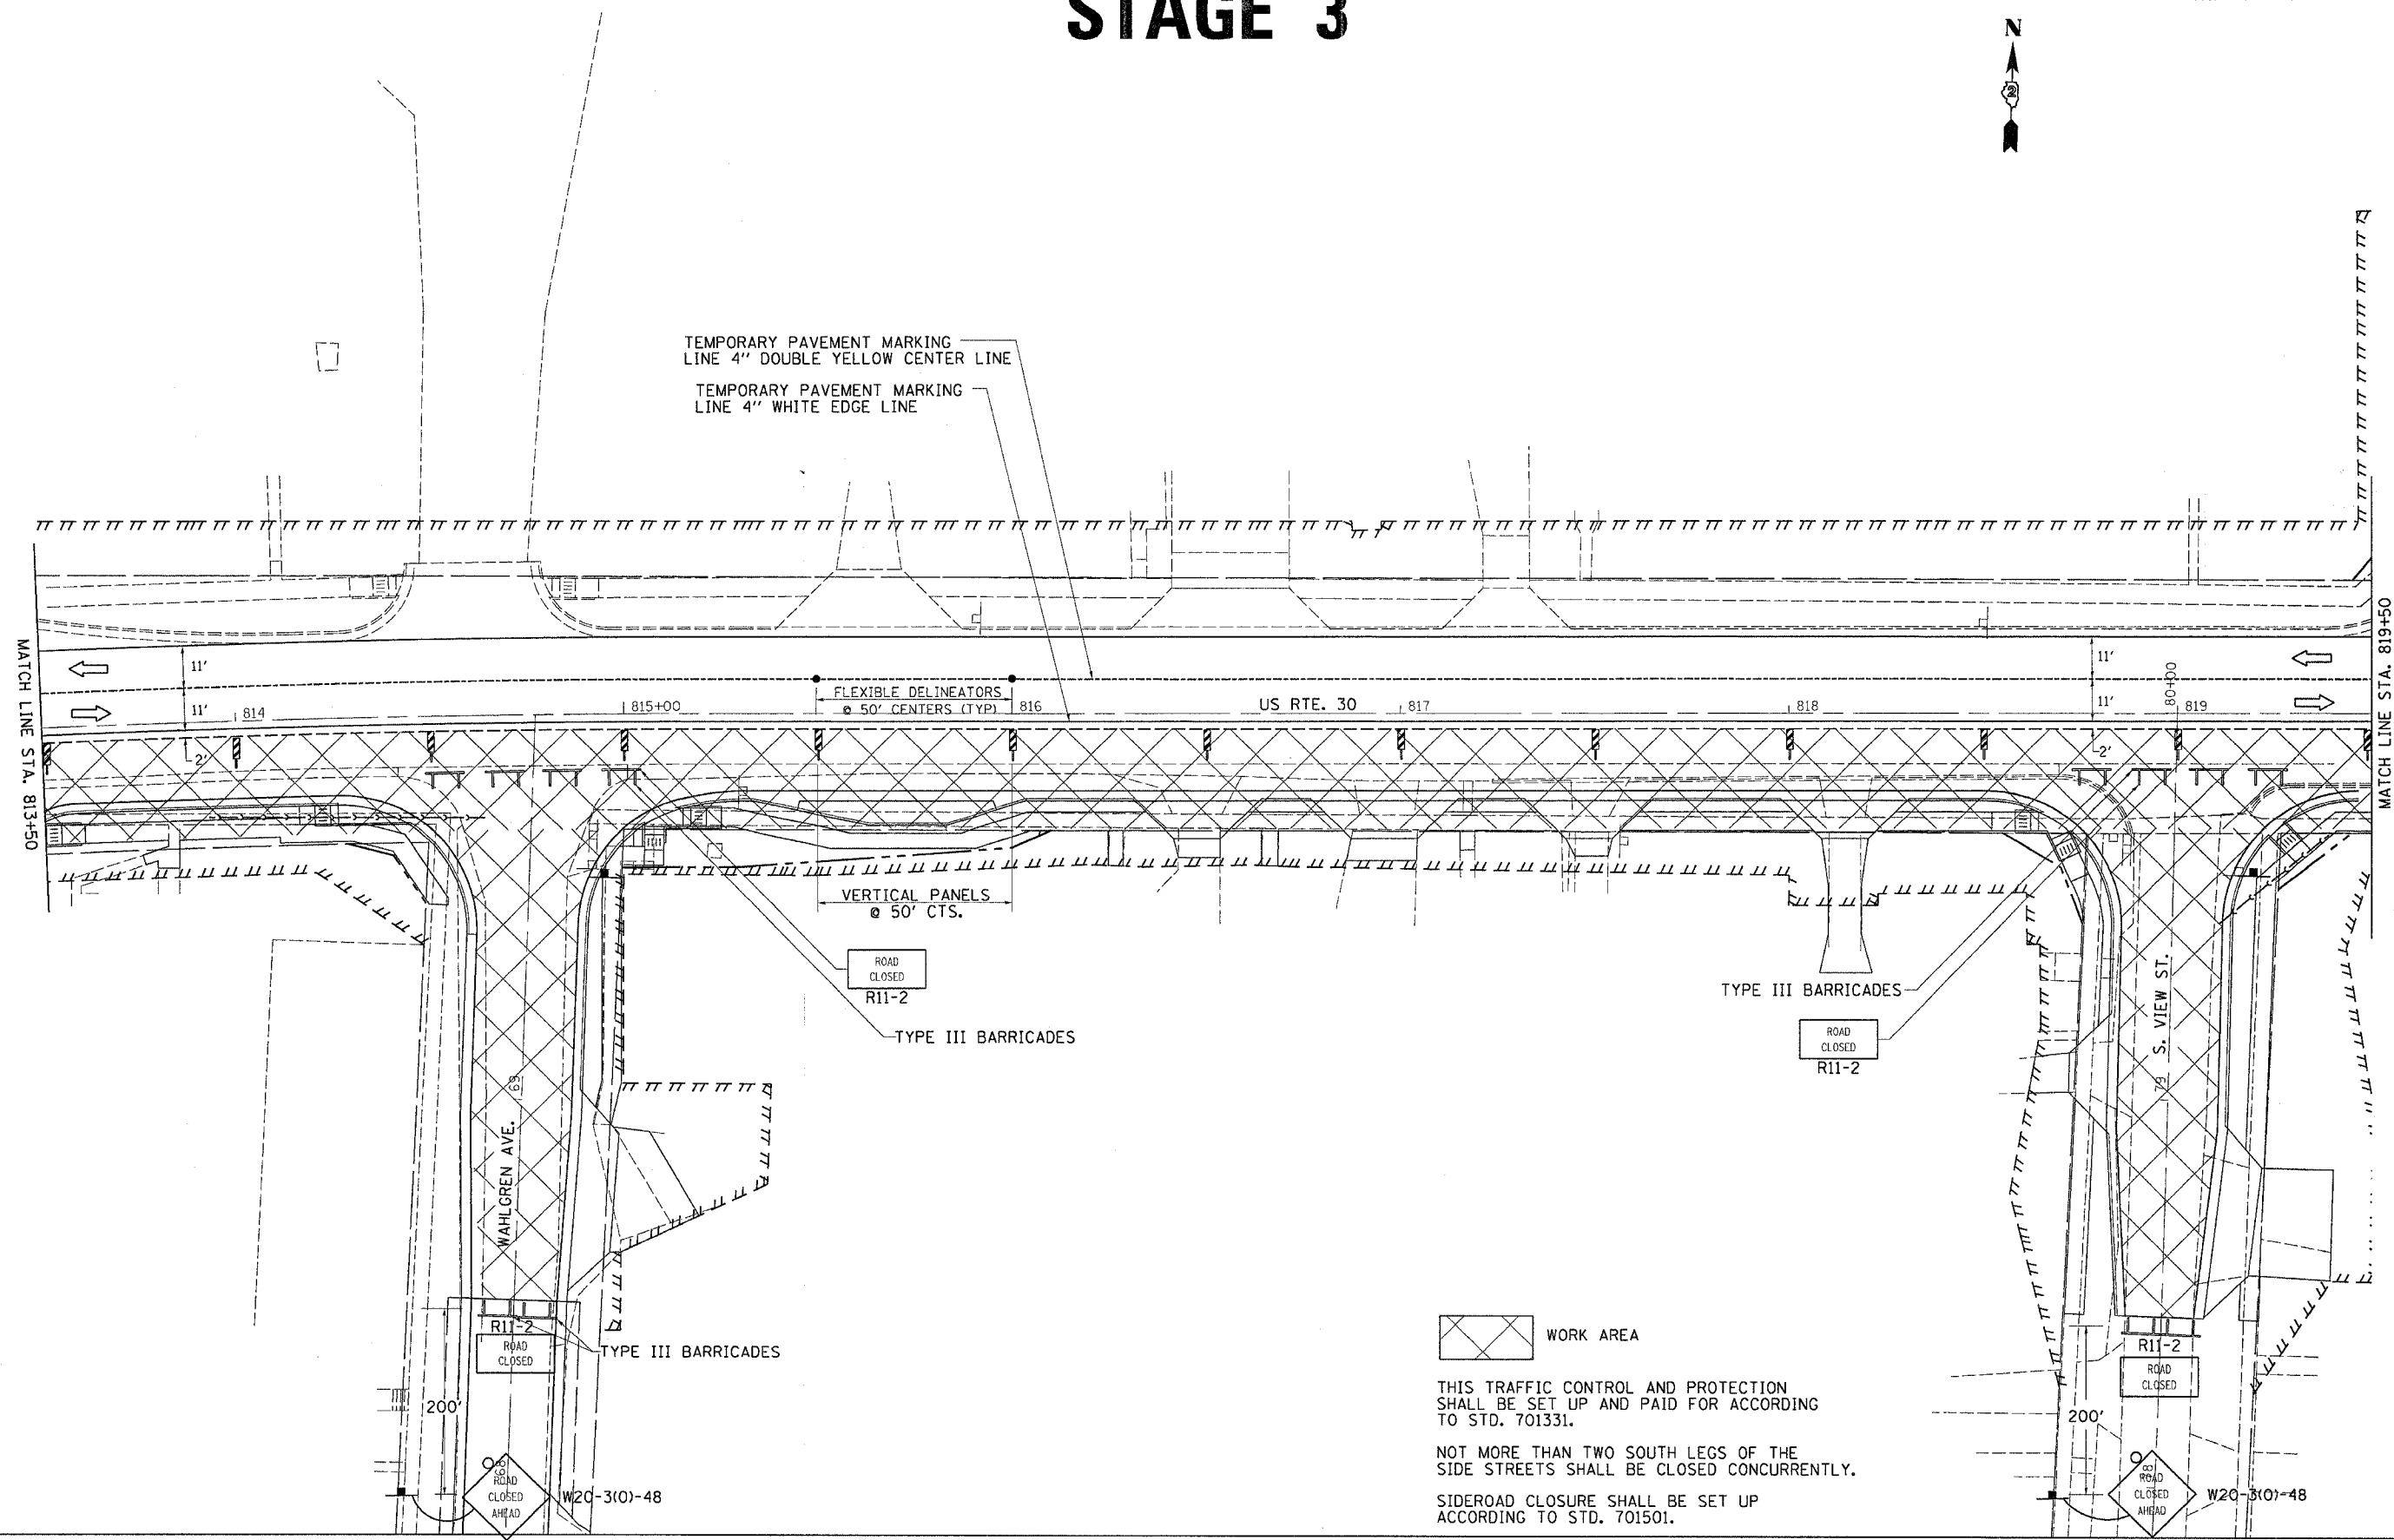 STAGE 3
N
2
TEMPORARY PAVEMENT MARKING
LINE 4" DOUBLE YELLOW CENTER LINE
TEMPORARY PAVEMENT MARKING
LINE 4" WHITE EDGE LINE
MATCH LINE STA. 813+50
MATCH LINE STA. 819+50
11'
11'
814
815+00
FLEXIBLE DELINEATORS
@ 50' CENTERS (TYP)
816
US RTE. 30
817
818
11'
11'
80+00
819
2'
2'
VERTICAL PANELS
@ 50' CTS.
ROAD
CLOSED
R11-2
TYPE III BARRICADES
TYPE III BARRICADES
ROAD
CLOSED
R11-2
WAHLGREN AVE.
69
S. VIEW ST.
79
R11-2
ROAD
CLOSED
TYPE III BARRICADES
200'
68
ROAD
CLOSED
AHEAD
W20-3(O)-48
WORK AREA
THIS TRAFFIC CONTROL AND PROTECTION
SHALL BE SET UP AND PAID FOR ACCORDING
TO STD. 701331.
NOT MORE THAN TWO SOUTH LEGS OF THE
SIDE STREETS SHALL BE CLOSED CONCURRENTLY.
SIDEROAD CLOSURE SHALL BE SET UP
ACCORDING TO STD. 701501.
R11-2
ROAD
CLOSED
200'
ROAD
CLOSED
AHEAD
W20-3(O)-48